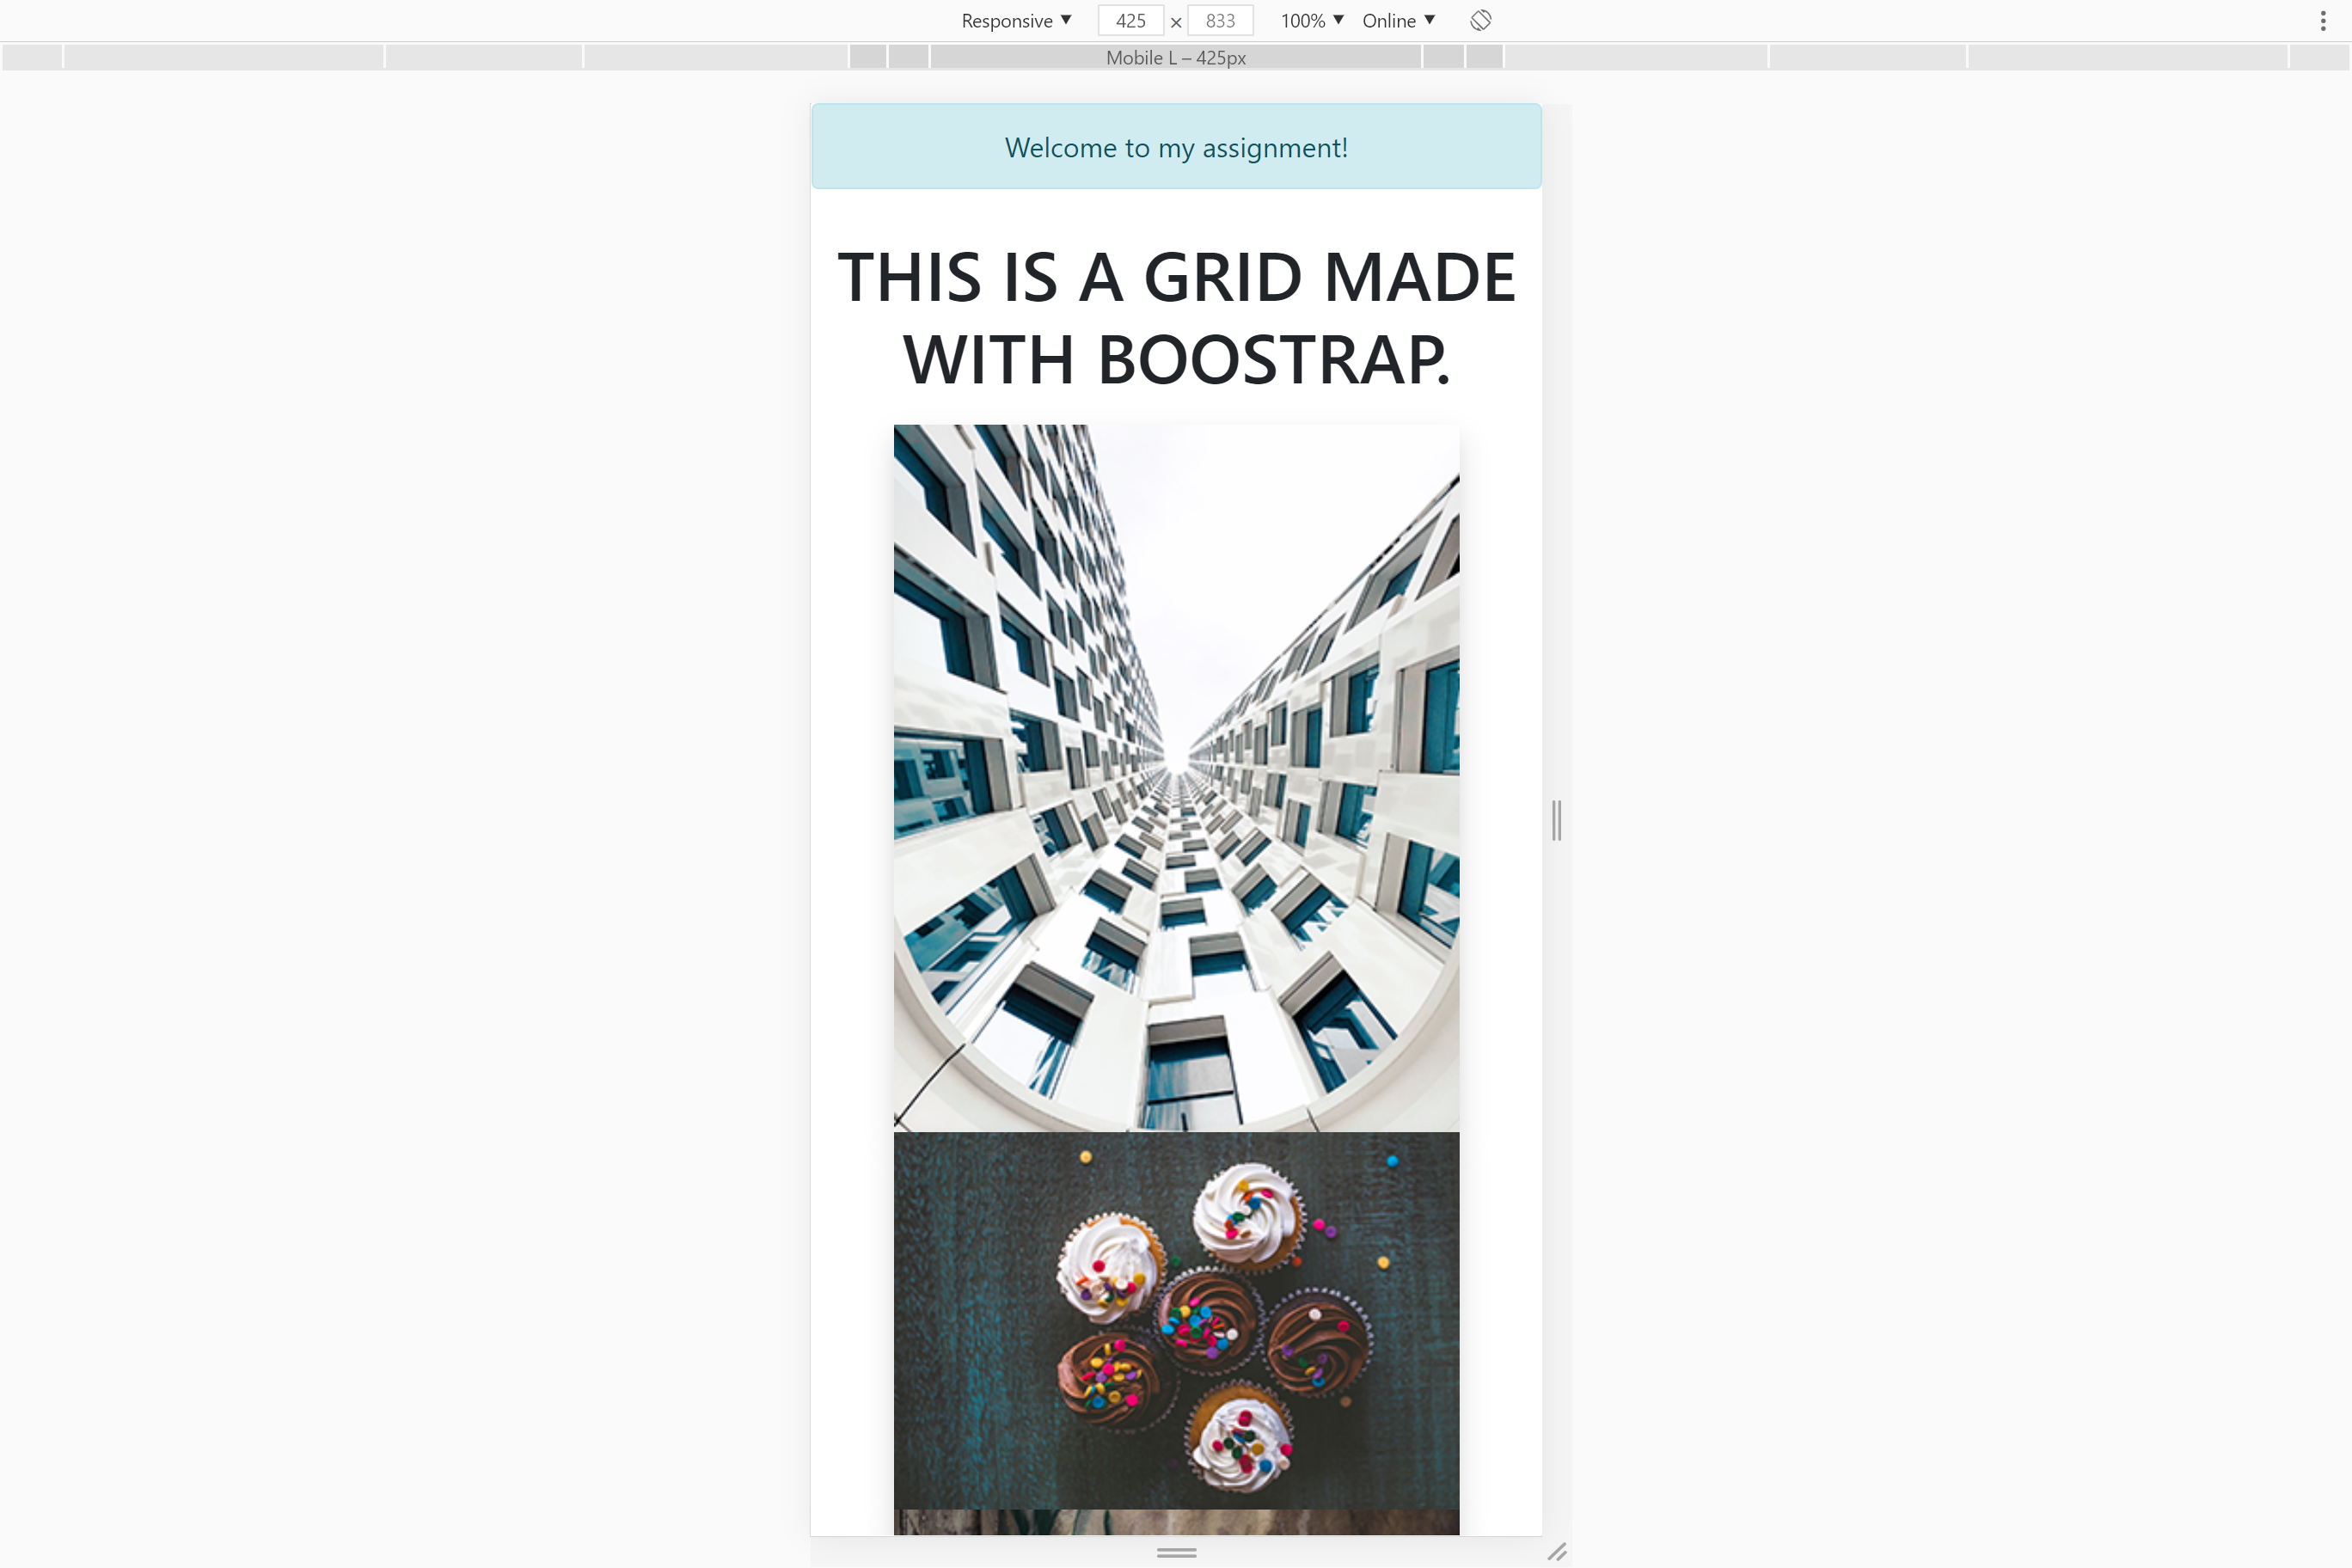 Responsive 425 × 833 100% Online
Mobile L – 425px
Welcome to my assignment!
THIS IS A GRID MADE
WITH BOOSTRAP.